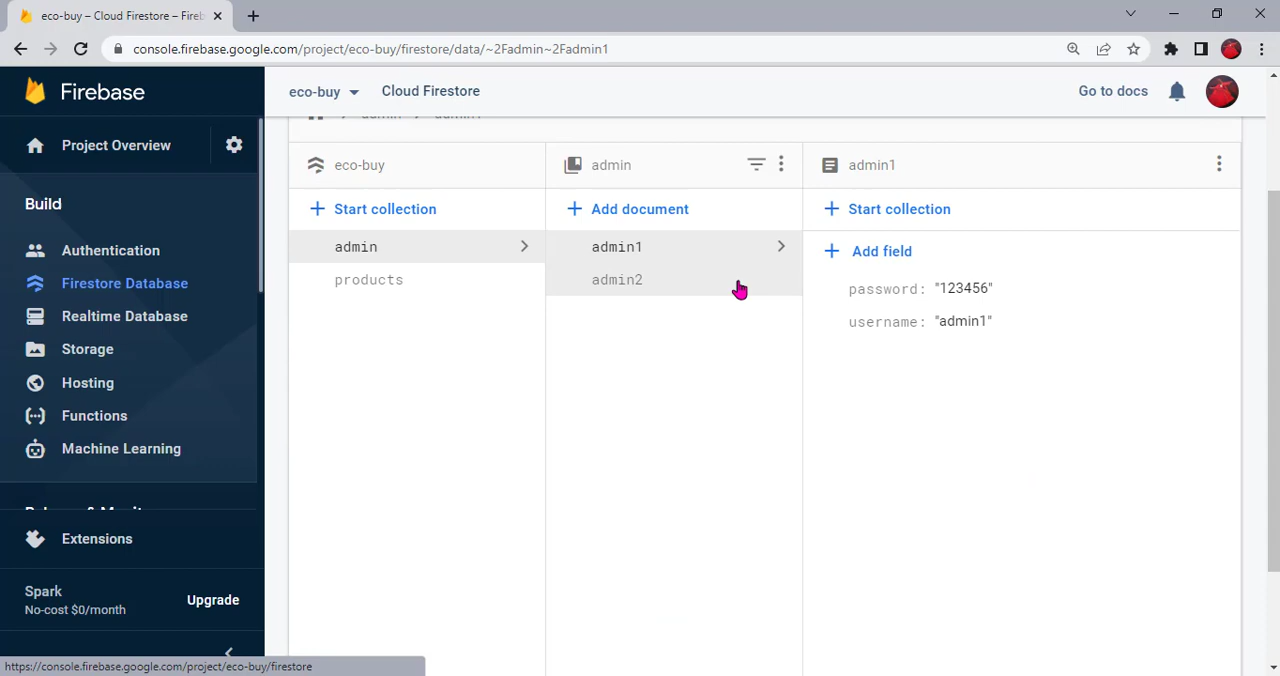 eco-buy – Cloud Firestore – Fireb
console.firebase.google.com/project/eco-buy/firestore/data/~2Fadmin~2Fadmin1
Firebase
eco-buy
Cloud Firestore
Go to docs
Project Overview
admin
admin1
eco-buy
admin
admin1
Build
Start collection
Add document
Start collection
Authentication
admin
admin1
Add field
Firestore Database
products
admin2
password: "123456"
Realtime Database
username: "admin1"
Storage
Hosting
Functions
Machine Learning
Extensions
Spark
No-cost $0/month
Upgrade
https://console.firebase.google.com/project/eco-buy/firestore